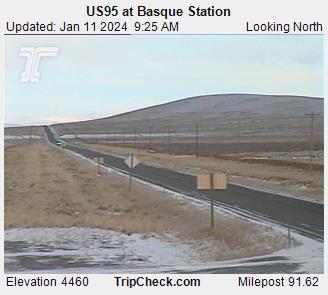 US95 at Basque Station
Updated: Jan 11 2024 9:25 AM Looking North
Elevation 4460 TripCheck.com Milepost 91.62